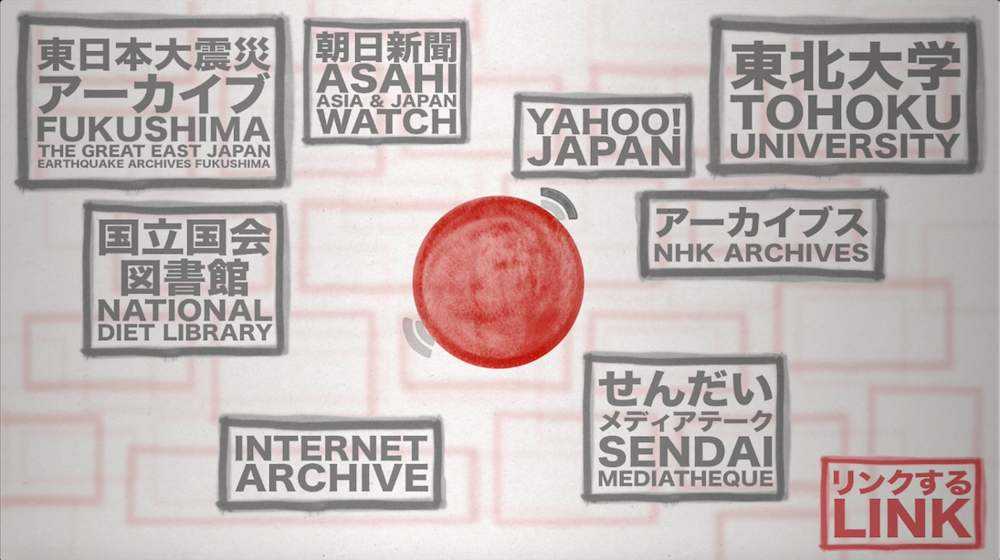 東日本大震災
アーカイブ
FUKUSHIMA
THE GREAT EAST JAPAN
EARTHQUAKE ARCHIVES FUKUSHIMA
朝日新聞
ASAHI
ASIA & JAPAN
WATCH
YAHOO!
JAPAN
東北大学
TOHOKU
UNIVERSITY
国立国会
図書館
NATIONAL
DIET LIBRARY
アーカイブス
NHK ARCHIVES
INTERNET
ARCHIVE
せんだい
メディアテーク
SENDAI
MEDIATHEQUE
リンクする
LINK